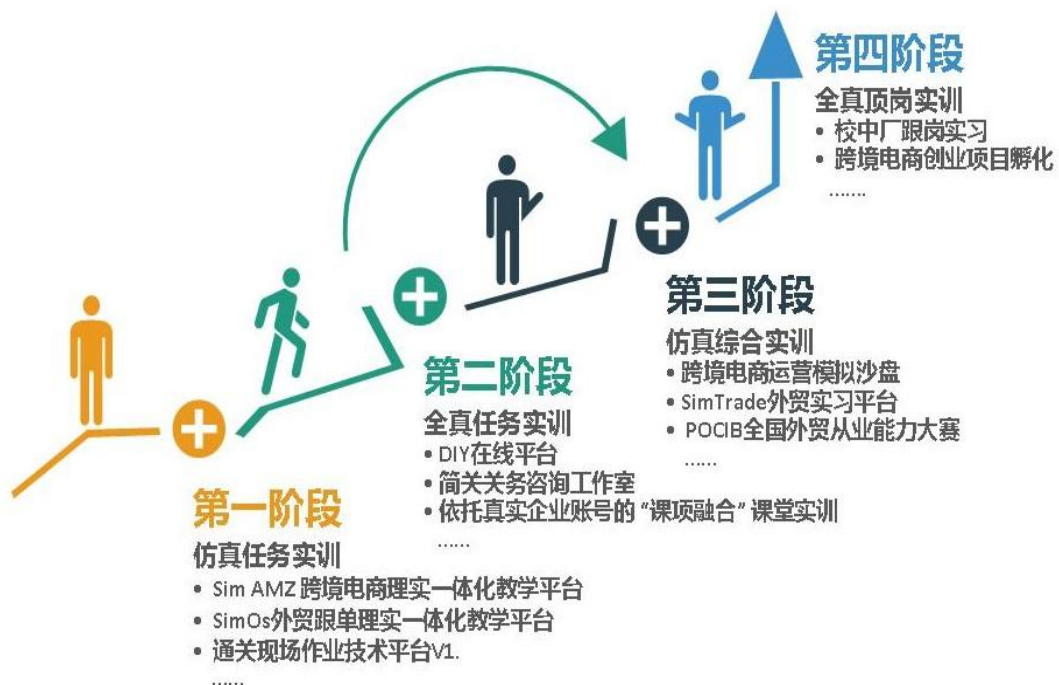 第一阶段
仿真任务实训
• Sim AMZ 跨境电商理实一体化教学平台
• SimOs外贸跟单理实一体化教学平台
• 通关现场作业技术平台V1.
......
第二阶段
全真任务实训
• DIY在线平台
• 简关关务咨询工作室
• 依托真实企业账号的 “课项融合” 课堂实训
......
第三阶段
仿真综合实训
• 跨境电商运营模拟沙盘
• SimTrade外贸实习平台
• POCIB全国外贸从业能力大赛
......
第四阶段
全真顶岗实训
• 校中厂跟岗实习
• 跨境电商创业项目孵化
.......